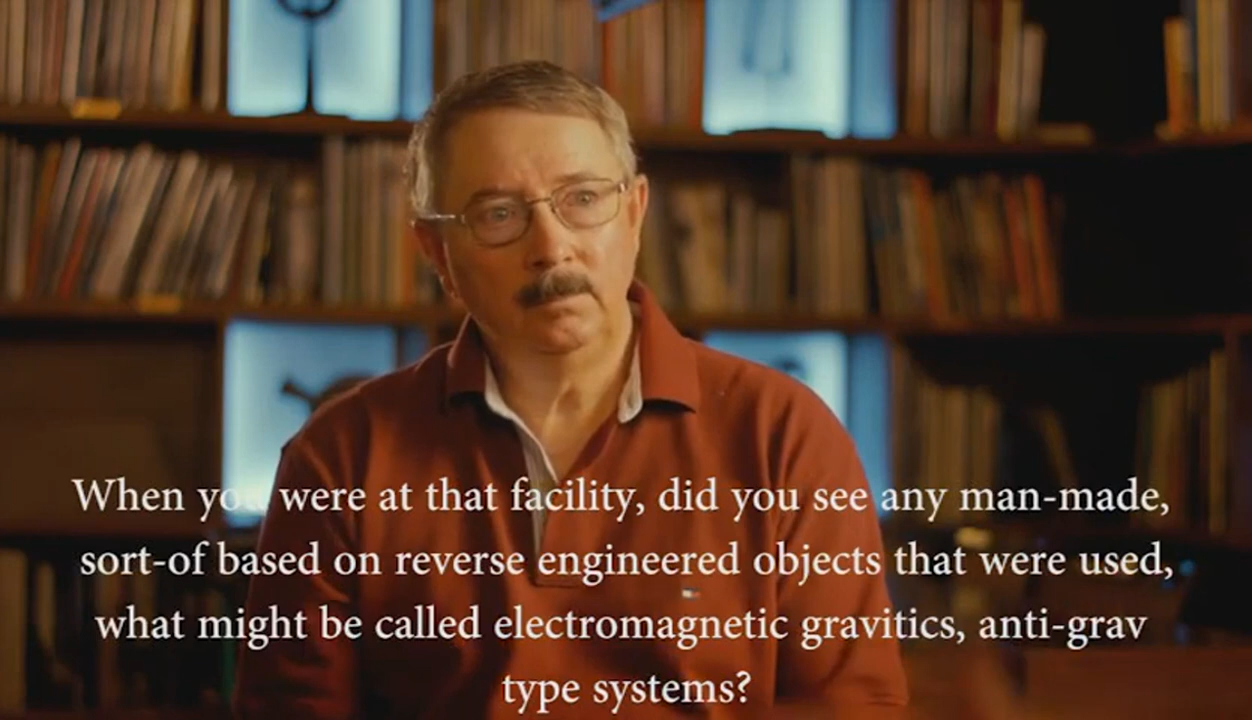 When you were at that facility, did you see any man-made,
sort-of based on reverse engineered objects that were used,
what might be called electromagnetic gravitics, anti-grav
type systems?